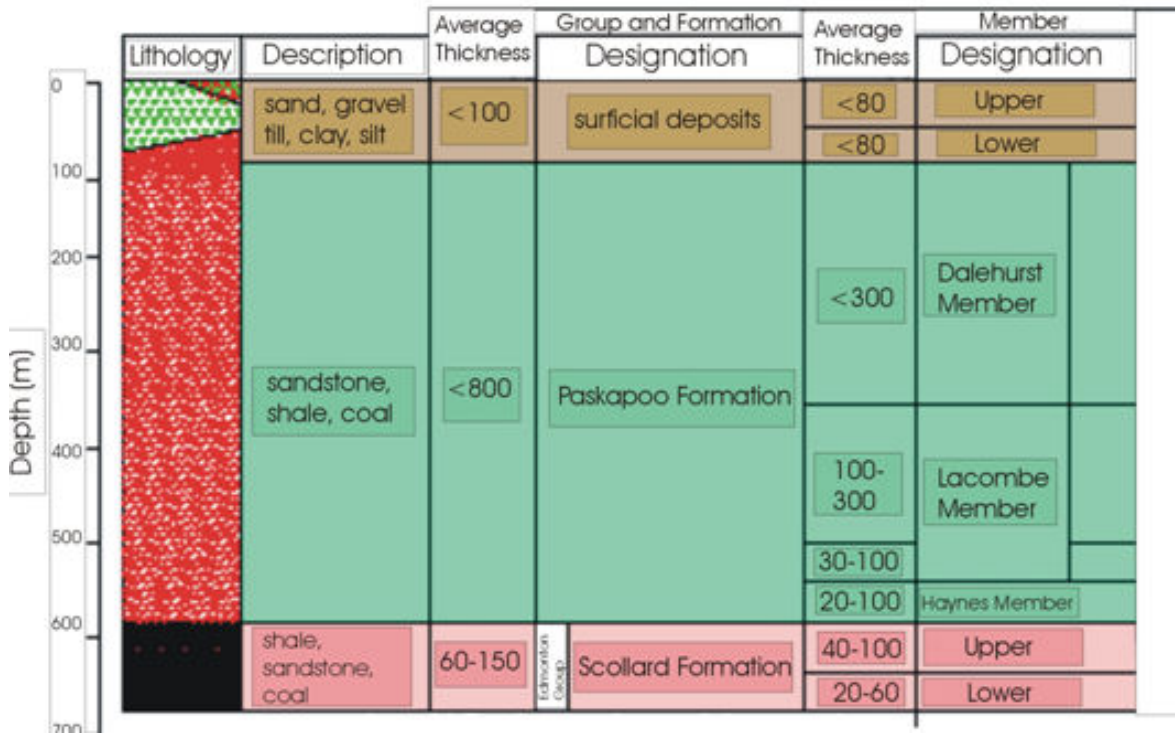 Average
Thickness
Group and Formation
Designation
Average
Thickness
Member
Designation
Lithology
Description
0
100
200
300
400
500
600
700
Depth (m)
sand, gravel
till, clay, silt
<100
surficial deposits
<80
Upper
<80
Lower
sandstone,
shale, coal
<800
Paskapoo Formation
<300
Dalehurst
Member
100-
300
Lacombe
Member
30-100
20-100
Haynes Member
shale,
sandstone,
coal
60-150
Edmonton
Group
Scollard Formation
40-100
Upper
20-60
Lower